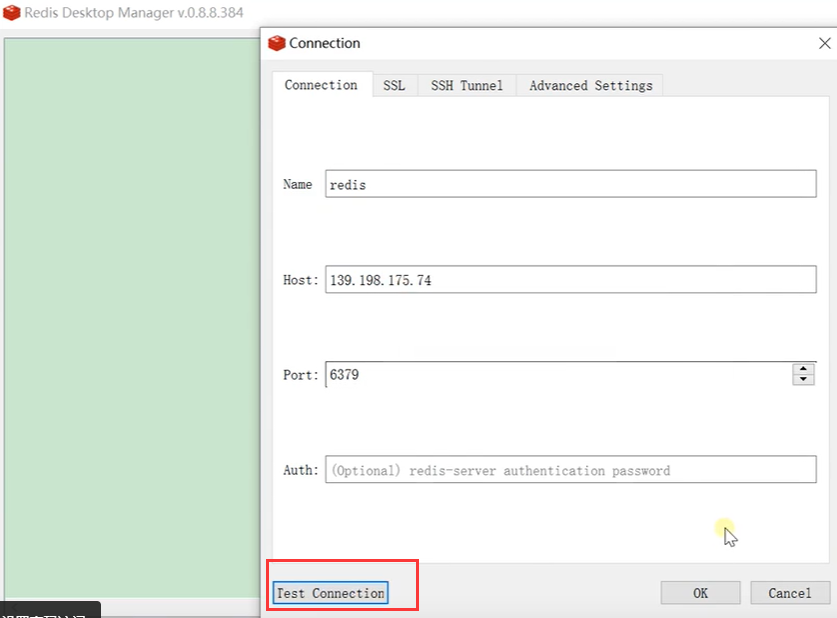 Redis Desktop Manager v.0.8.8.384
Connection
Connection SSL SSH Tunnel Advanced Settings
Name redis
Host: 139.198.175.74
Port: 6379
Auth: (Optional) redis-server authentication password
Test Connection OK Cancel